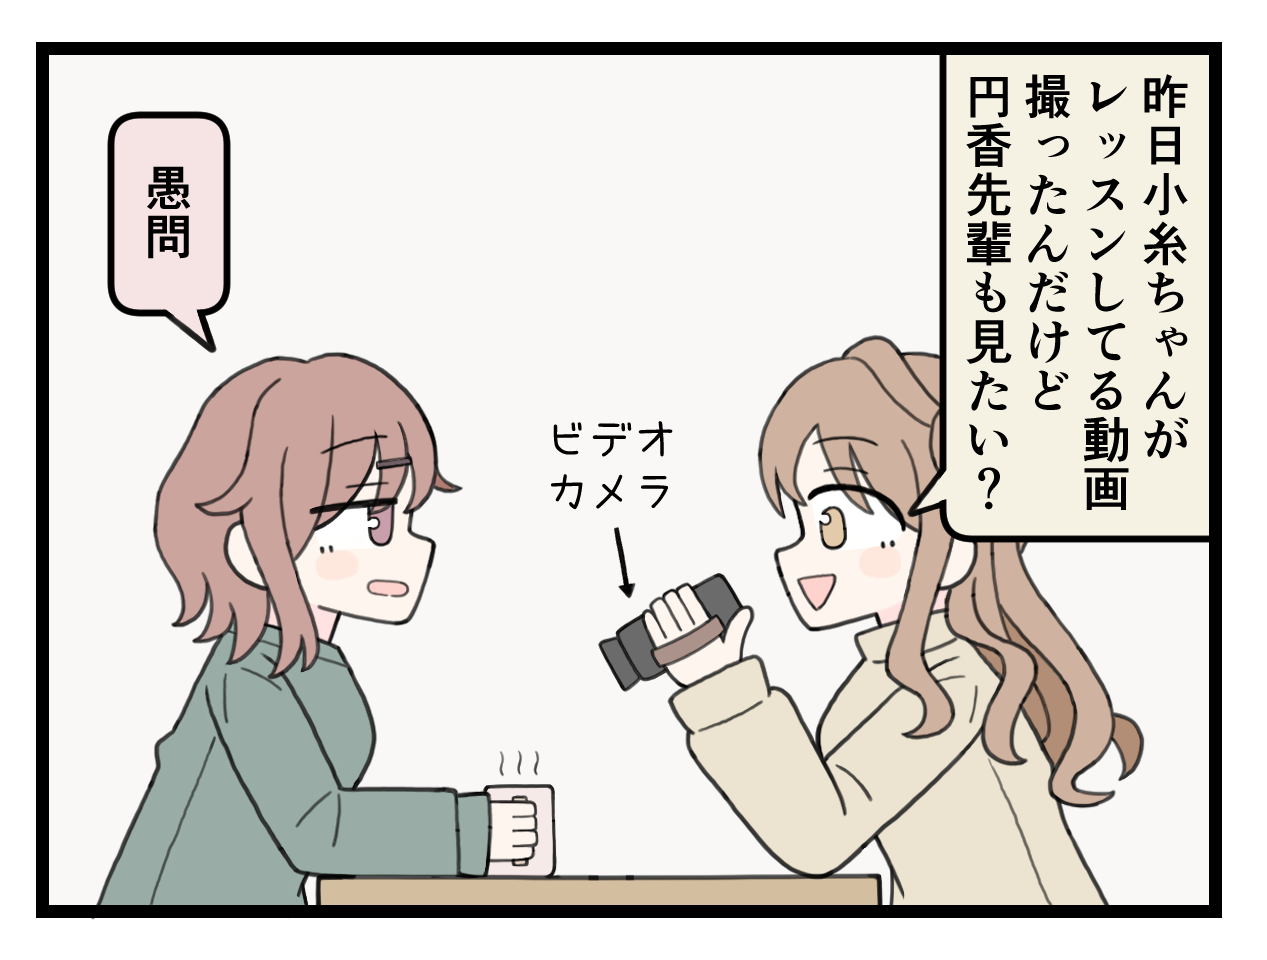 昨日小糸ちゃんが
レッスンしてる動画
撮ったんだけど
円香先輩も見たい？
愚問
ビデオ
カメラ